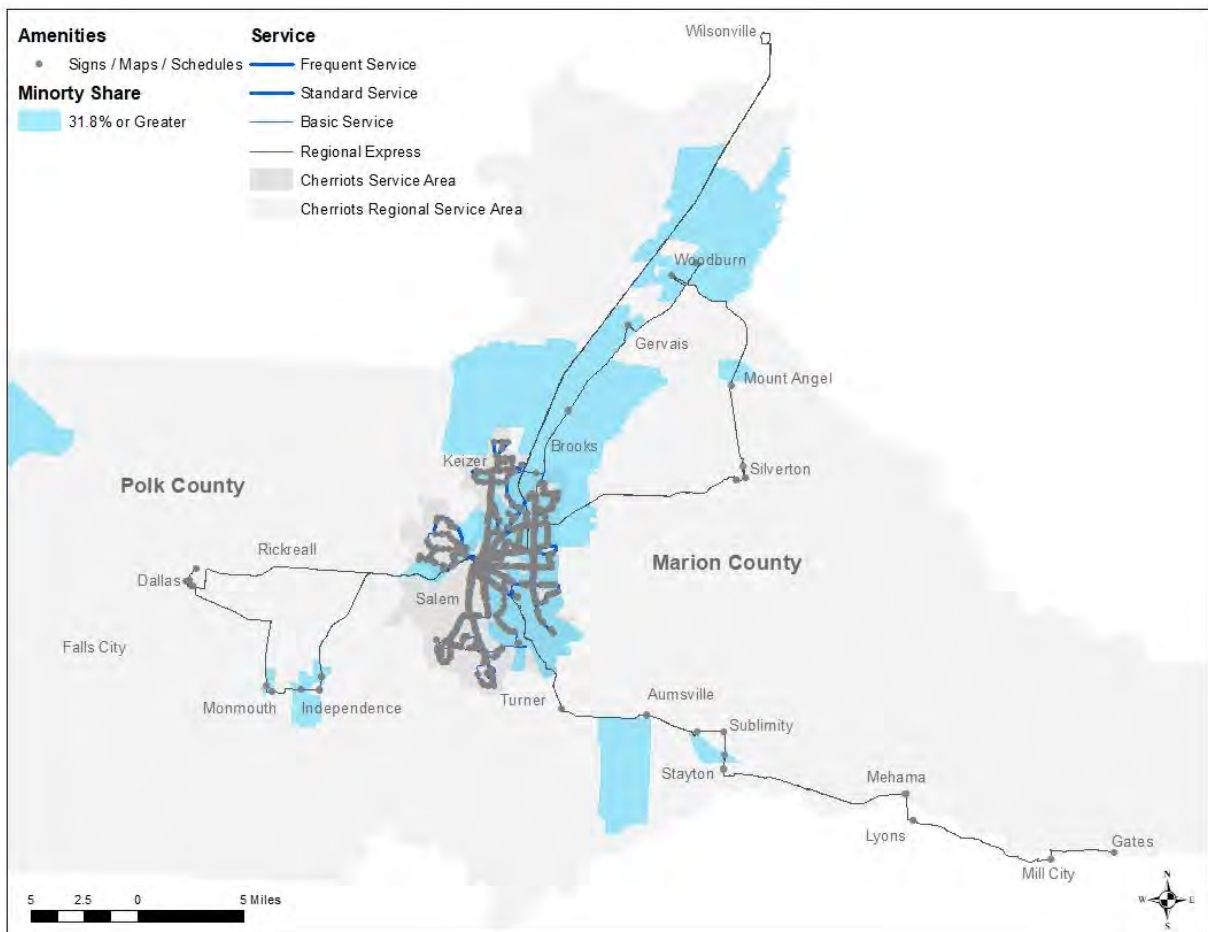 Amenities
Signs / Maps / Schedules
Minorty Share
31.8% or Greater
Service
Frequent Service
Standard Service
Basic Service
Regional Express
Cherriots Service Area
Cherriots Regional Service Area
Wilsonville
Woodburn
Gervais
Mount Angel
Brooks
Keizer
Silverton
Polk County
Marion County
Rickreall
Dallas
Salem
Falls City
Monmouth
Independence
Turner
Aumsville
Sublimity
Stayton
Mehama
Lyons
Gates
Mill City
5 2.5 0 5 Miles
N
W E
S